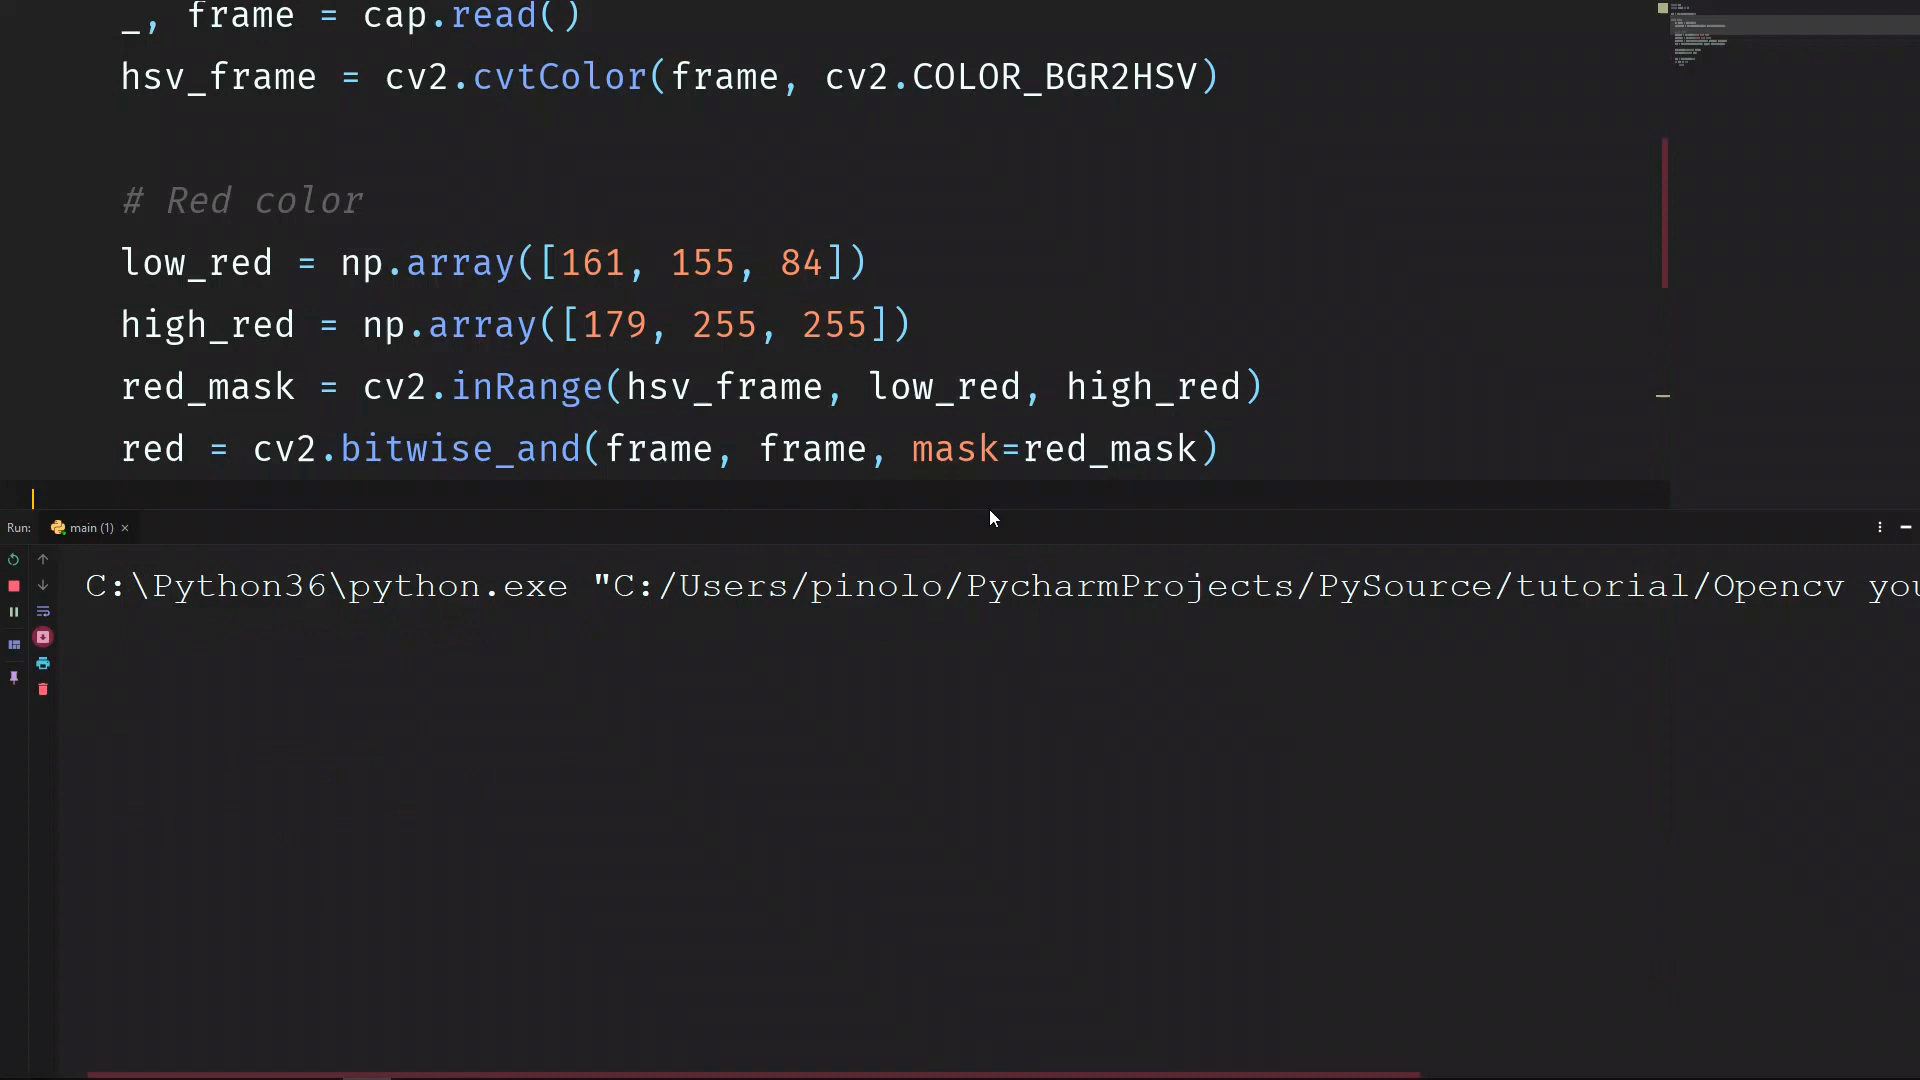 _, frame = cap.read()
hsv_frame = cv2.cvtColor(frame, cv2.COLOR_BGR2HSV)
# Red color
low_red = np.array([161, 155, 84])
high_red = np.array([179, 255, 255])
red_mask = cv2.inRange(hsv_frame, low_red, high_red)
red = cv2.bitwise_and(frame, frame, mask=red_mask)
Run: main (1) ×
C:\Python36\python.exe "C:/Users/pinolo/PycharmProjects/PySource/tutorial/Opencv you